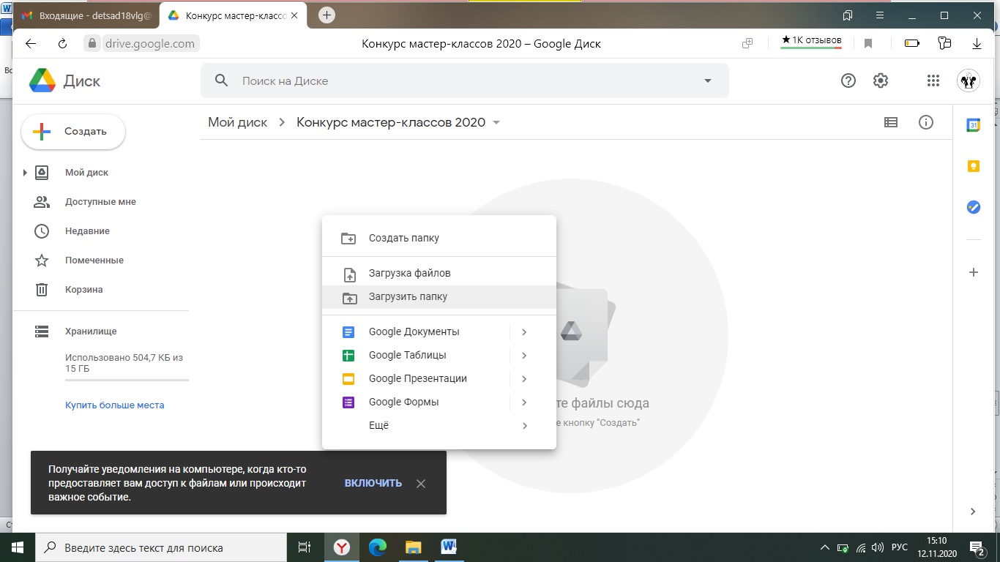 Входящие - detsad18vlg@
Конкурс мастер-классо
drive.google.com
Конкурс мастер-классов 2020 – Google Диск
★1K отзывов
Диск
Поиск на Диске
Создать
Мой диск
Конкурс мастер-классов 2020
31
Мой диск
Доступные мне
Недавние
Помеченные
Корзина
Хранилище
Использовано 504,7 КБ из
15 ГБ
Купить больше места
Создать папку
Загрузка файлов
Загрузить папку
Google Документы
Google Таблицы
Google Презентации
Google Формы
Ещё
те файлы сюда
е кнопку "Создать"
Получайте уведомления на компьютере, когда кто-то
предоставляет вам доступ к файлам или происходит
важное событие.
ВКЛЮЧИТЬ
Введите здесь текст для поиска
РУС
15:10
12.11.2020
2